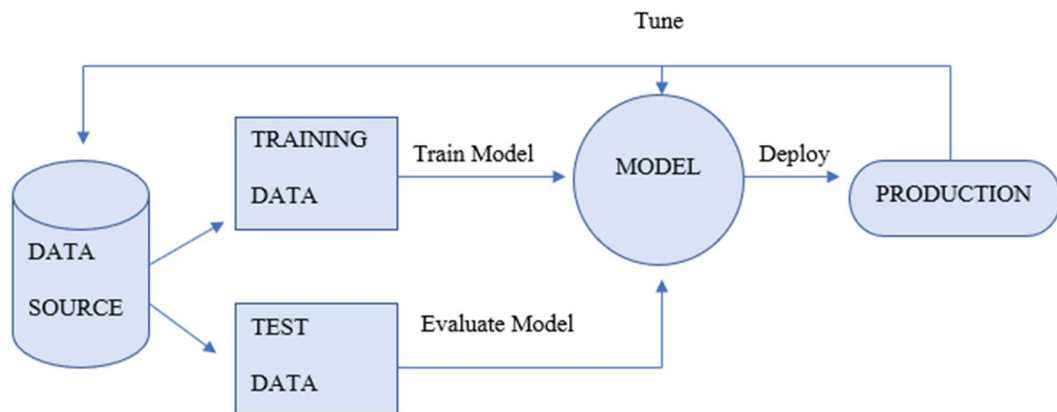 Tune
TRAINING
DATA
Train Model
MODEL
Deploy
PRODUCTION
DATA
SOURCE
TEST
DATA
Evaluate Model